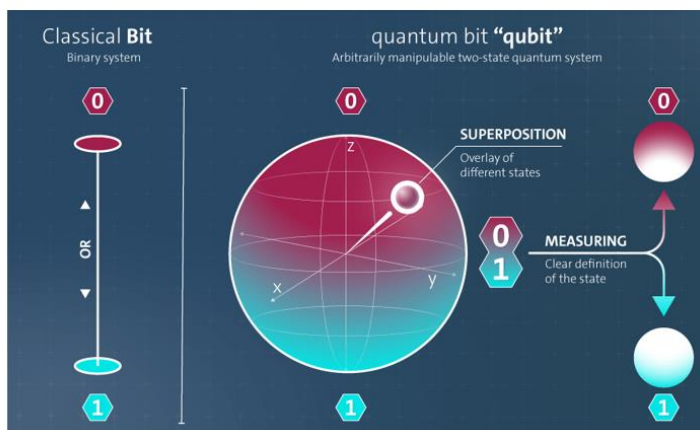 Classical Bit
Binary system
0
OR
1
quantum bit “qubit”
Arbitrarily manipulable two-state quantum system
0
z
x
y
1
SUPERPOSITION
Overlay of
different states
0
1
MEASURING
Clear definition
of the state
0
1